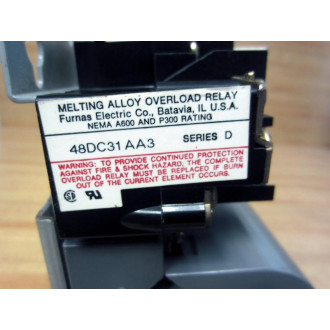 MELTING ALLOY OVERLOAD RELAY
Furnas Electric Co., Batavia, IL U.S.A.
NEMA A600 AND P300 RATING
48DC31AA3 SERIES D
WARNING: TO PROVIDE CONTINUED PROTECTION
AGAINST FIRE & SHOCK HAZARD, THE COMPLETE
OVERLOAD RELAY MUST BE REPLACED IF BURN
OUT OF THE CURRENT ELEMENT OCCURS.